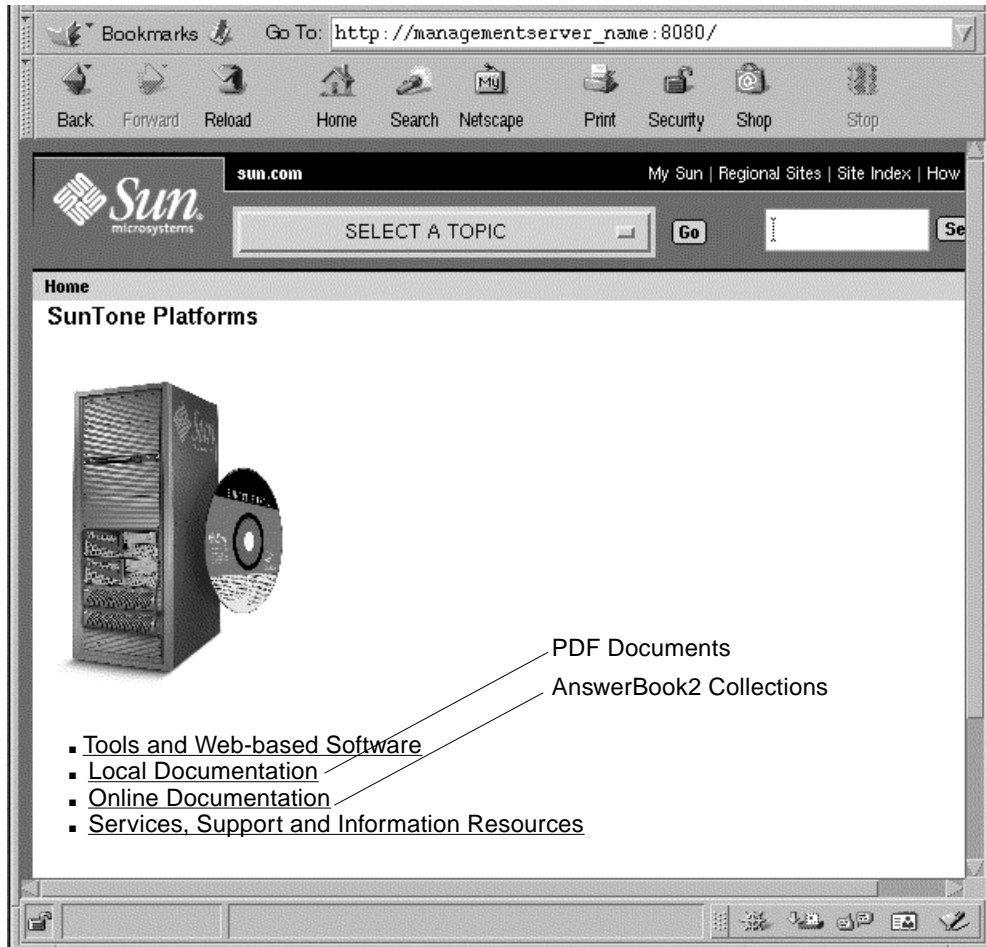 Bookmarks Go To: http://managementserver_name:8080/
My
Back Forward Reload Home Search Netscape Print Security Shop Stop
sun.com My Sun | Regional Sites | Site Index | How
Sun
microsystems
SELECT A TOPIC Go Se
Home
SunTone Platforms
Sun
PDF Documents
AnswerBook2 Collections
Tools and Web-based Software
Local Documentation
Online Documentation
Services, Support and Information Resources